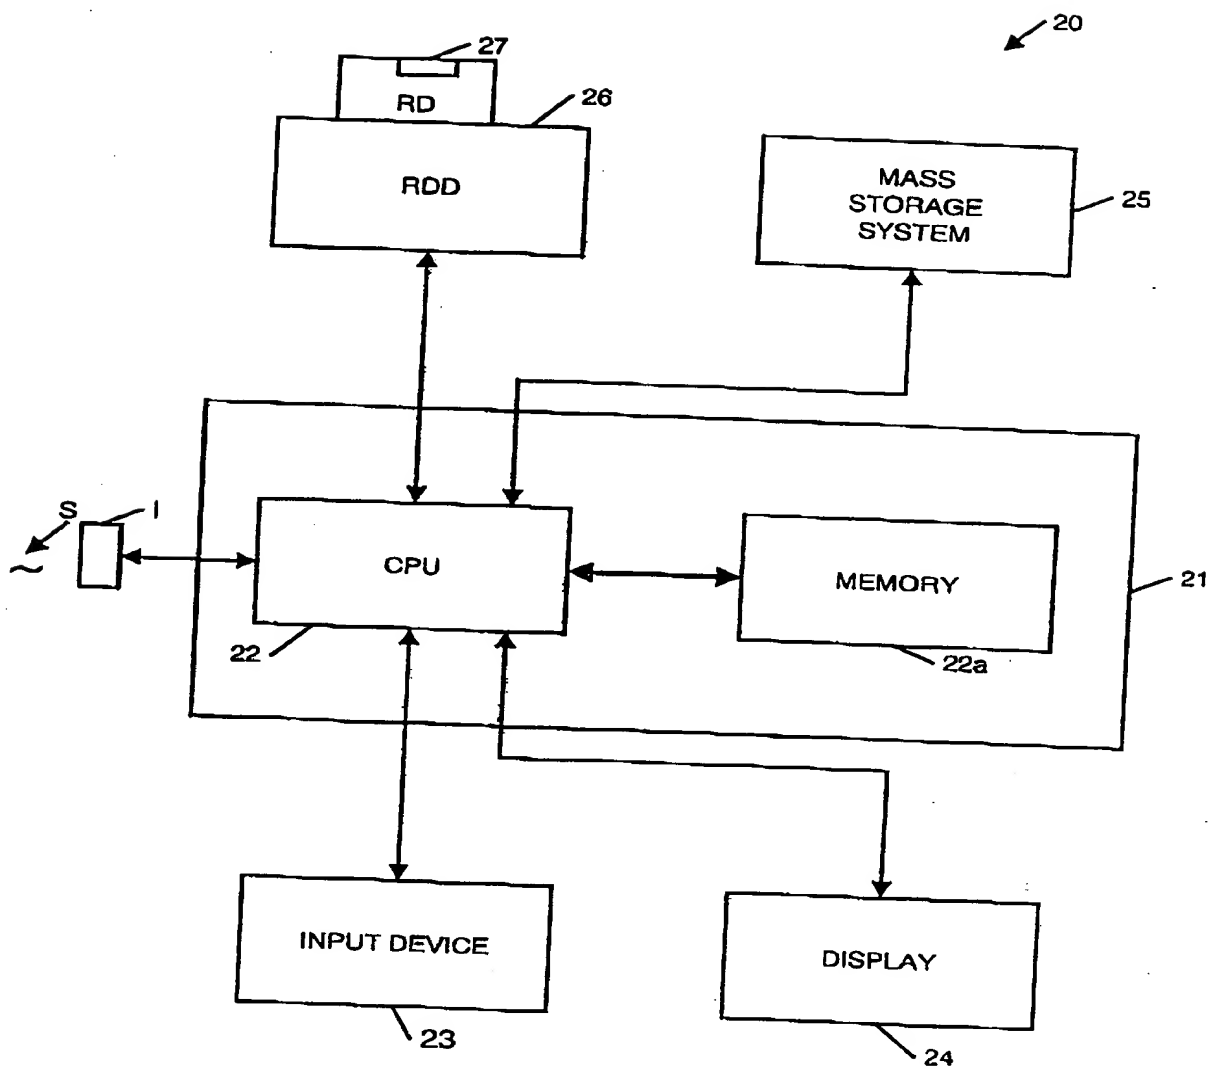 20
27
RD
26
RDD
MASS
STORAGE
SYSTEM
25
S
I
CPU
MEMORY
21
22
22a
INPUT DEVICE
DISPLAY
23
24